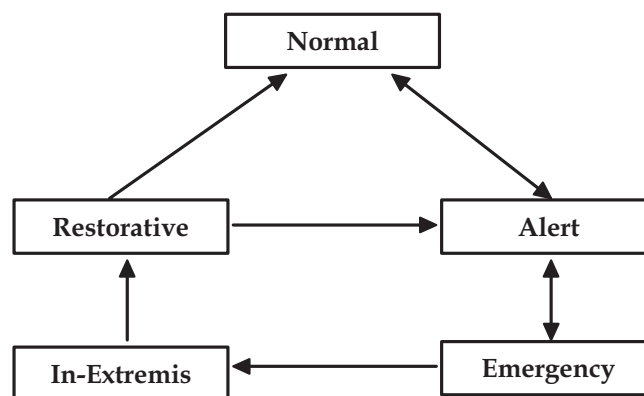 Normal
Restorative
Alert
In-Extremis
Emergency